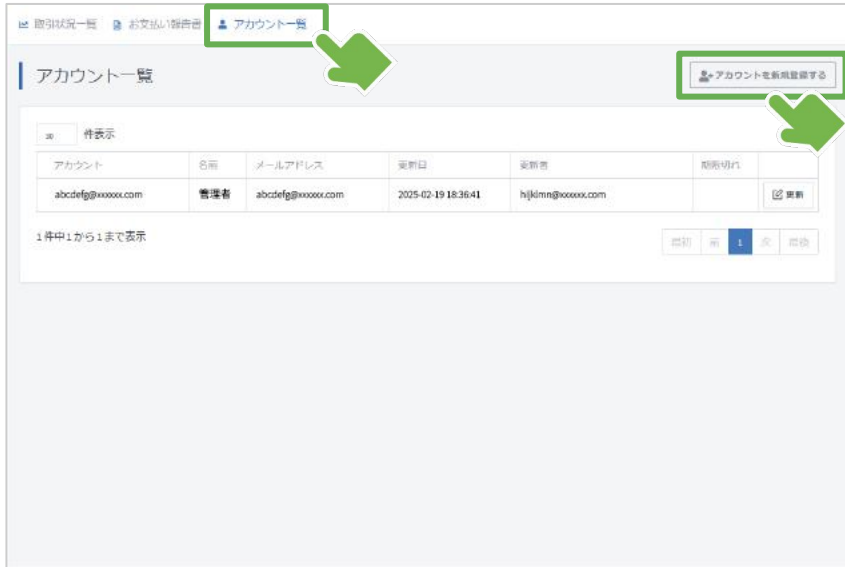 取引状況一覧 お支払い報告書 アカウント一覧
アカウント一覧
アカウントを新規登録する
10 件表示
アカウント 名前 メールアドレス 更新日 更新者 期限切れ
abcdefg@xxxxxx.com 管理者 abcdefg@xxxxxx.com 2025-02-19 18:36:41 hijklmn@xxxxxx.com 更新
1件中1から1まで表示
最初 前 1 次 最後